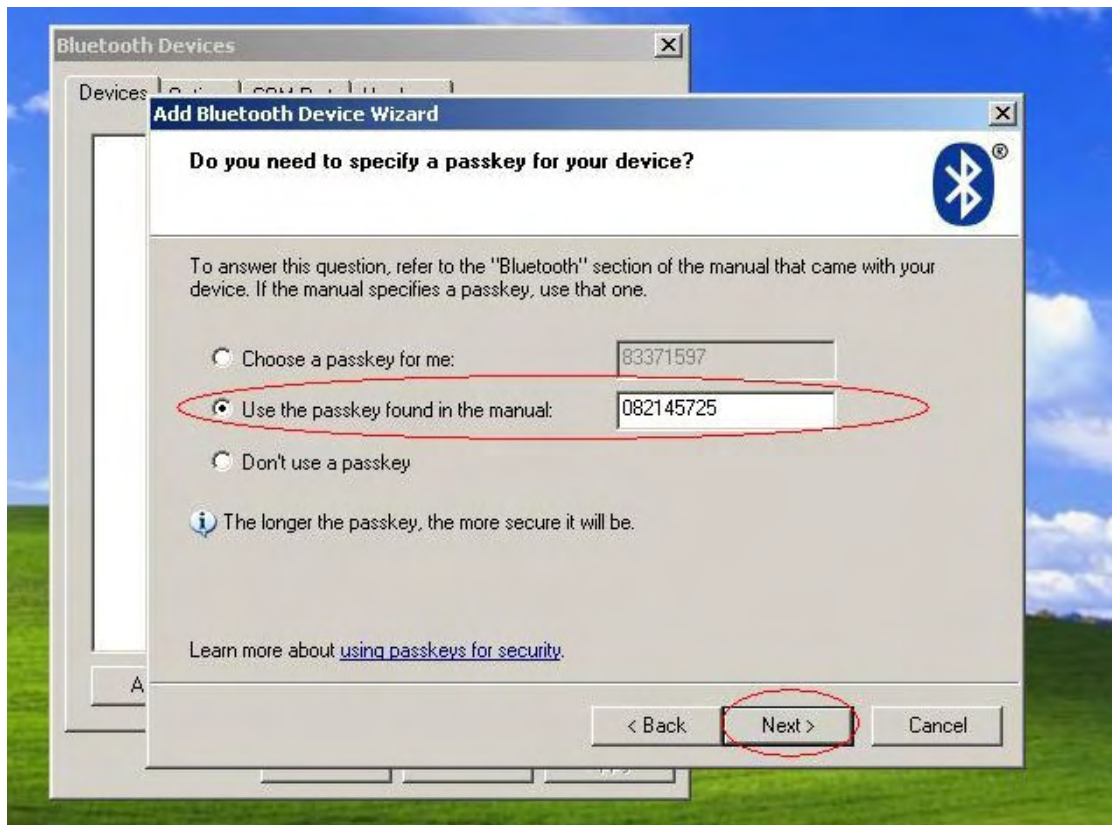 Bluetooth Devices
Devices
Add Bluetooth Device Wizard
Do you need to specify a passkey for your device?
®
To answer this question, refer to the "Bluetooth" section of the manual that came with your
device. If the manual specifies a passkey, use that one.
Choose a passkey for me: 83371597
Use the passkey found in the manual: 082145725
Don't use a passkey
The longer the passkey, the more secure it will be.
Learn more about using passkeys for security.
A
< Back Next > Cancel